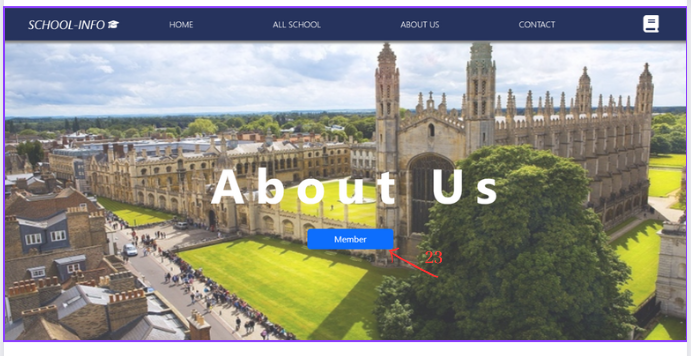 SCHOOL-INFO HOME ALL SCHOOL ABOUT US CONTACT
About Us
Member
23